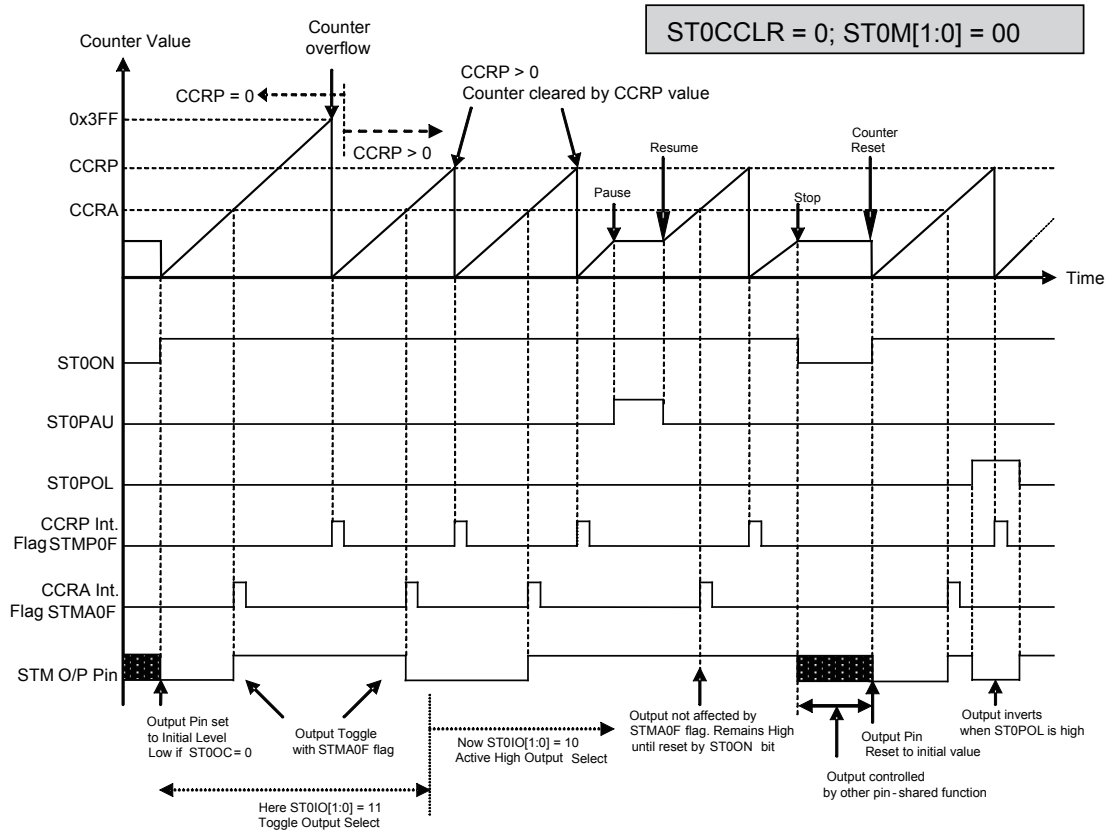 ST0CCLR = 0; ST0M[1:0] = 00
Counter Value
Counter
overflow
CCRP = 0
CCRP > 0
CCRP > 0
Counter cleared by CCRP value
0x3FF
CCRP
CCRA
Pause
Resume
Stop
Counter
Reset
Time
ST0ON
ST0PAU
ST0POL
CCRP Int.
Flag STMP0F
CCRA Int.
Flag STMA0F
STM O/P Pin
Output Pin set
to Initial Level
Low if ST0OC = 0
Output Toggle
with STMA0F flag
Now ST0IO[1:0] = 10
Active High Output Select
Output not affected by
STMA0F flag. Remains High
until reset by ST0ON bit
Output Pin
Reset to initial value
Output inverts
when ST0POL is high
Output controlled
by other pin-shared function
Here ST0IO[1:0] = 11
Toggle Output Select